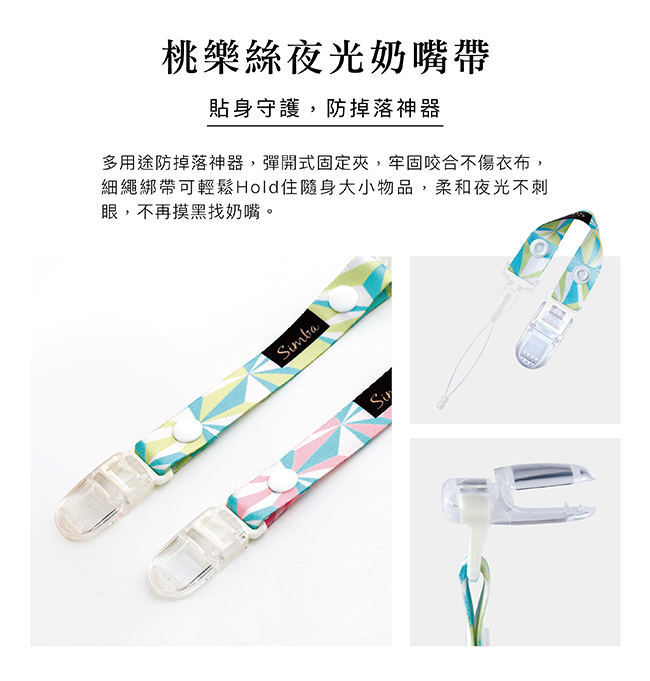 桃樂絲夜光奶嘴帶
貼身守護，防掉落神器
多用途防掉落神器，彈開式固定夾，牢固咬合不傷衣布，
細繩綁帶可輕鬆Hold住隨身大小物品，柔和夜光不刺
眼，不再摸黑找奶嘴。
Simba